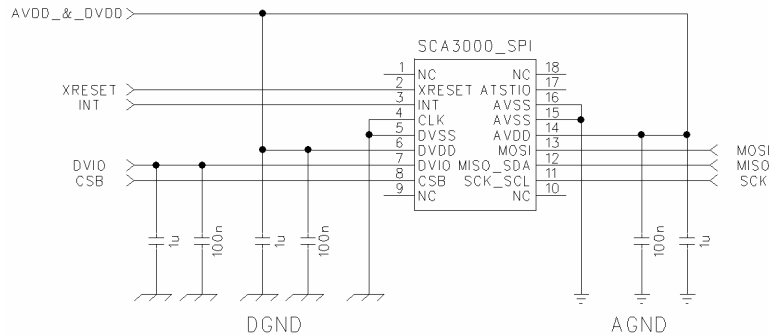 AVDD_&_DVDD
SCA3000_SPI
1 NC NC 18
XRESET 2 XRESET ATSTIO 17
INT 3 INT AVSS 16
4 CLK AVSS 15
5 DVSS AVDD 14
6 DVDD MOSI 13 MOSI
DVIO 7 DVIO MISO_SDA 12 MISO
CSB 8 CSB SCK_SCL 11 SCK
9 NC NC 10
1u 100n 1u 100n 100n 1u
DGND AGND